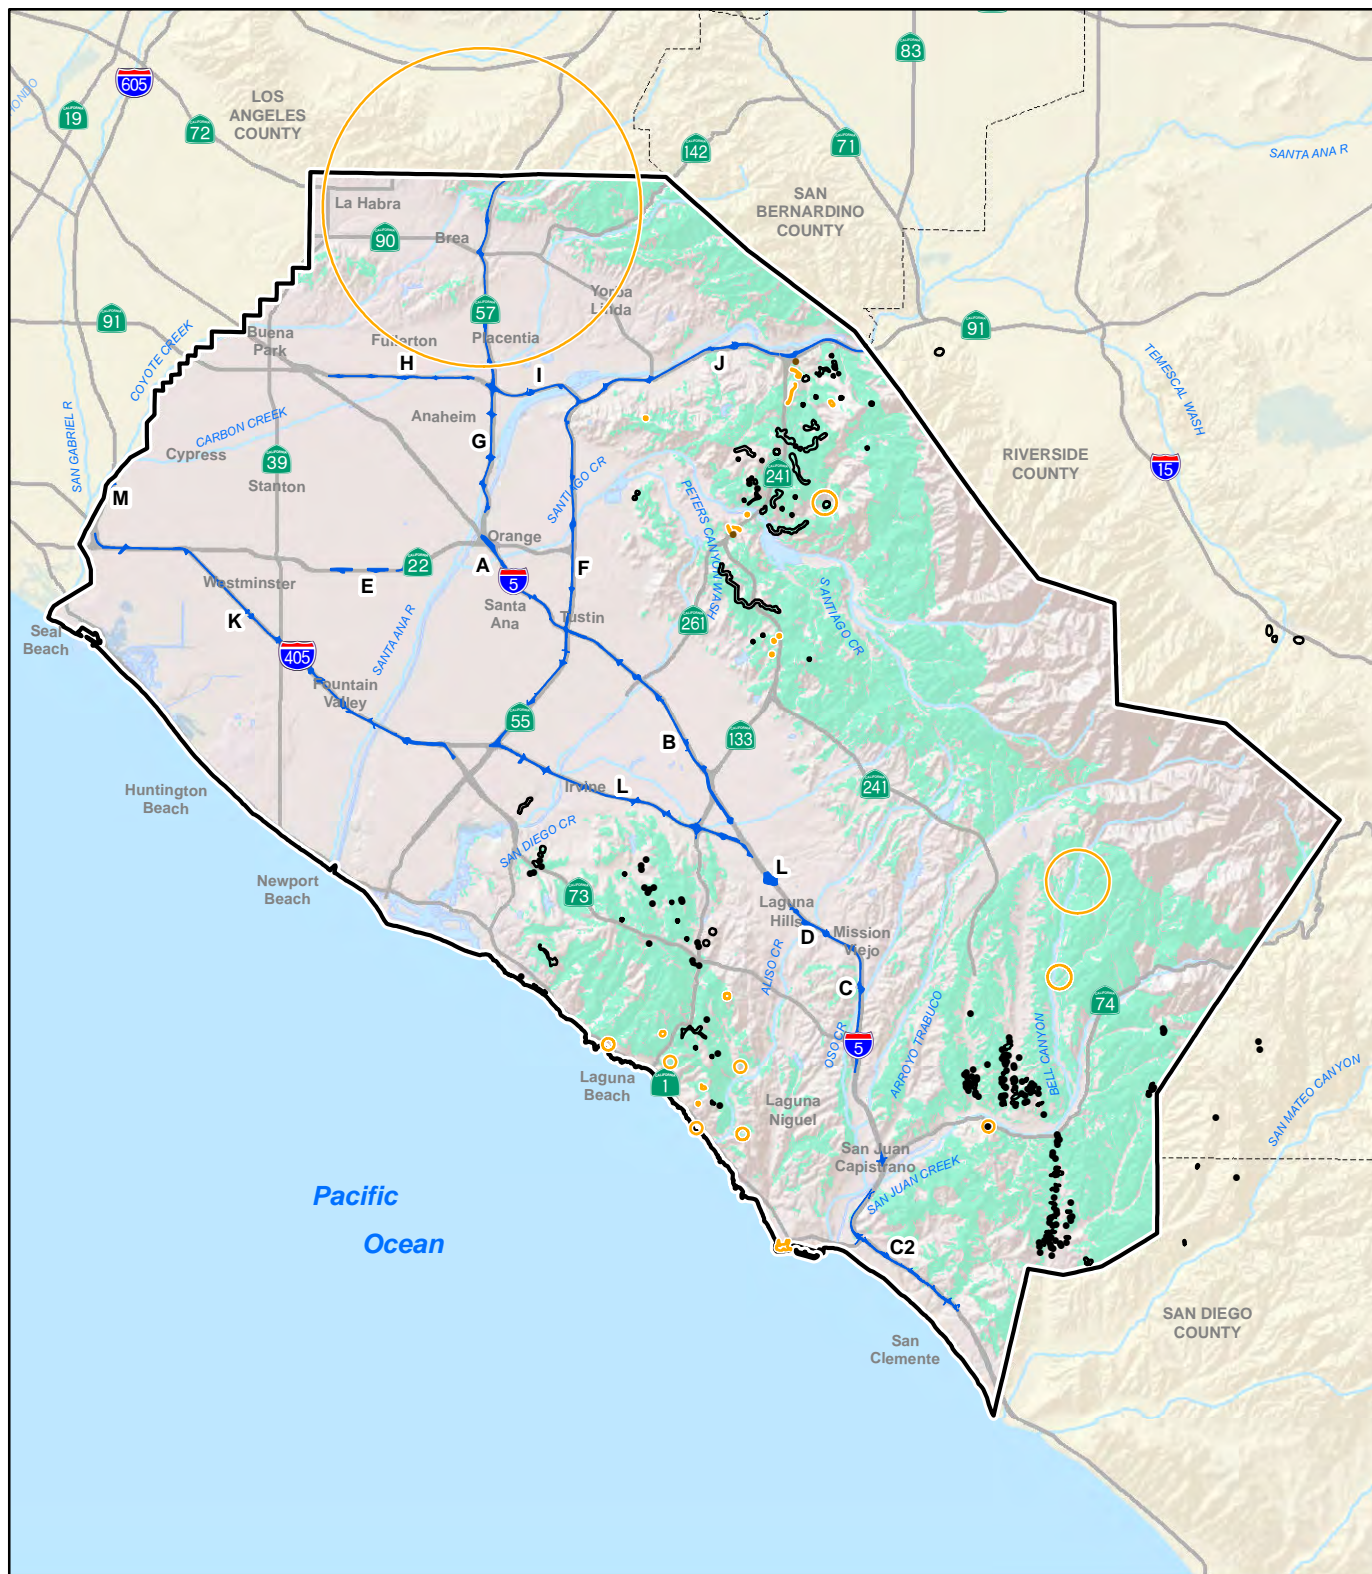 CALIFORNIA
83
605
LOS
ANGELES
COUNTY
19
72
142
71
SANTA ANA R
SAN
BERNARDINO
COUNTY
La Habra
90
Brea
57
Yorba
Linda
91
Buena
Park
Fullerton
Placentia
91
COYOTE CREEK
TEMESCAL WASH
H
I
J
Anaheim
CARBON CREEK
G
SAN GABRIEL R
Cypress
39
Stanton
M
SANTIAGO CR
PETERS CANYON WASH
241
RIVERSIDE
COUNTY
15
Orange
A
22
E
5
F
Westminster
Santa
Ana
Tustin
K
261
SANTIAGO CR
Seal
Beach
405
SANTA ANA R
Fountain
Valley
55
B
133
Huntington
Beach
L
Irvine
241
SAN DIEGO CR
Newport
Beach
73
L
Laguna
Hills
D
Mission
Viejo
ALISO CR
C
74
OSO CR
ARROYO TRABUCO
5
BELL CANYON
Laguna
Beach
1
Laguna
Niguel
SAN MATEO CANYON
San Juan
Capistrano
SAN JUAN CREEK
Pacific
Ocean
C2
SAN DIEGO
COUNTY
San
Clemente